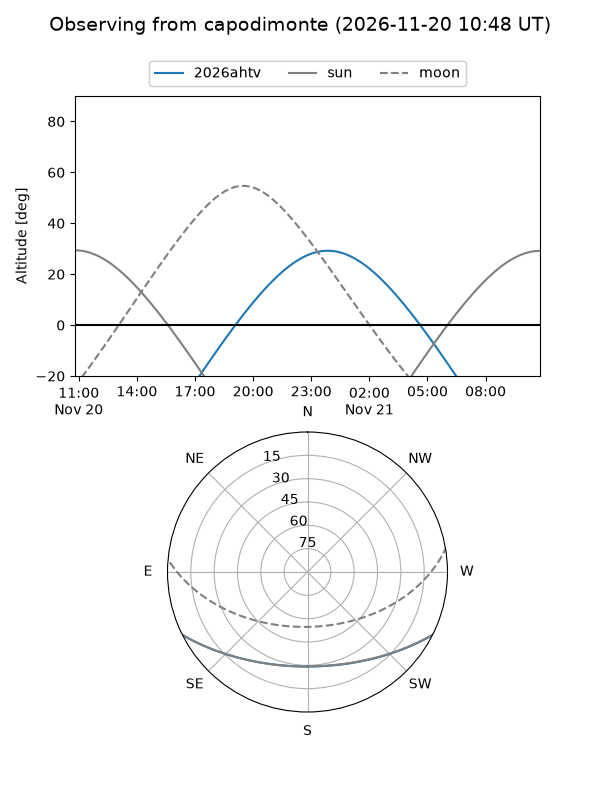 Observing from capodimonte (2026-11-20 10:48 UT)
2026ahtv sun moon
80
60
40
20
0
−20
Altitude [deg]
11:00 14:00 17:00 20:00 23:00 02:00 05:00 08:00
Nov 20 Nov 21
N
NE NW
15
30
45
60
75
E W
SE SW
S